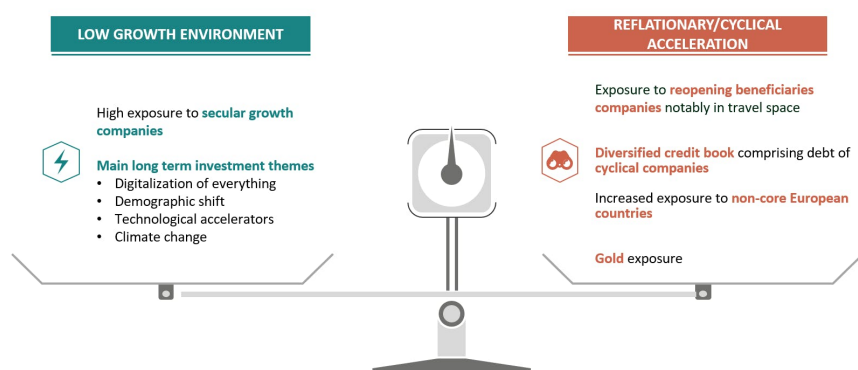 LOW GROWTH ENVIRONMENT
High exposure to secular growth
companies
Main long term investment themes
• Digitalization of everything
• Demographic shift
• Technological accelerators
• Climate change
REFLATIONARY/CYCLICAL
ACCELERATION
Exposure to reopening beneficiaries
companies notably in travel space
Diversified credit book comprising debt of
cyclical companies
Increased exposure to non-core European
countries
Gold exposure